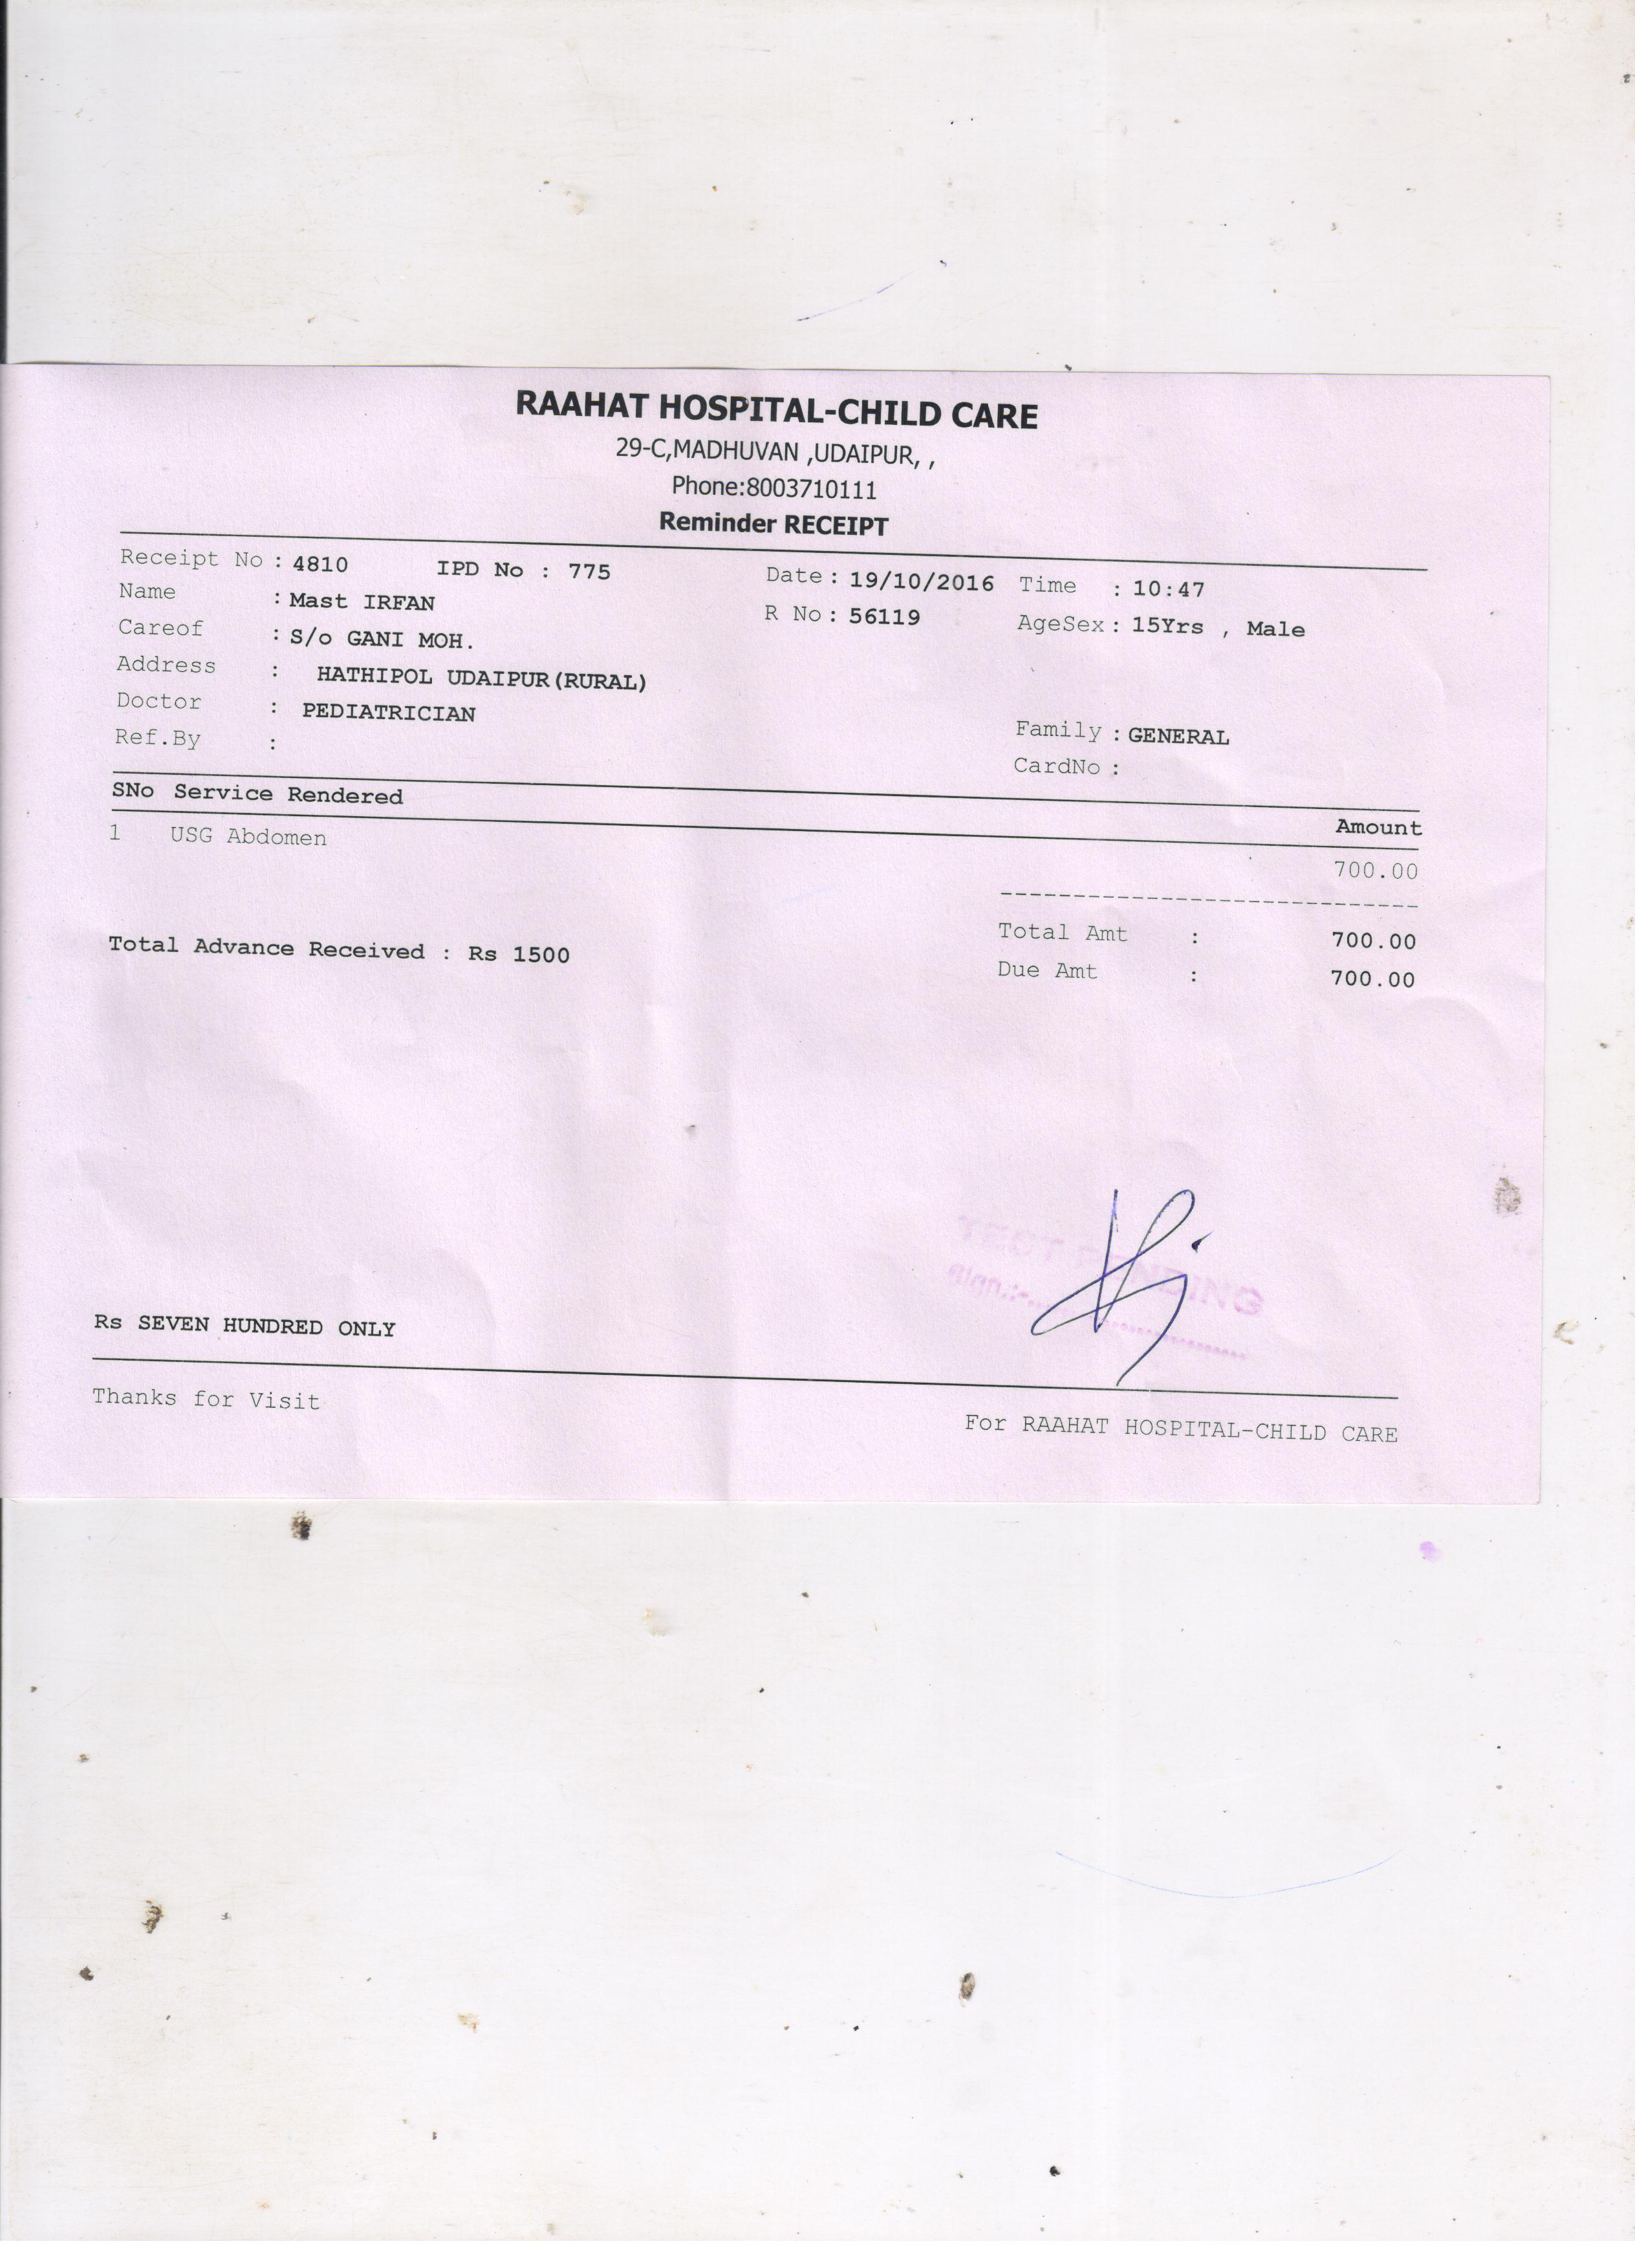 RAAHAT HOSPITAL-CHILD CARE
29-C,MADHUVAN ,UDAIPUR, ,
Phone:8003710111
Reminder RECEIPT
Receipt No : 4810 IPD No : 775 Date : 19/10/2016 Time : 10:47
Name : Mast IRFAN R No : 56119 AgeSex : 15Yrs , Male
Careof : S/o GANI MOH.
Address : HATHIPOL UDAIPUR(RURAL)
Doctor : PEDIATRICIAN Family : GENERAL
Ref.By : CardNo :
SNo Service Rendered Amount
1 USG Abdomen 700.00
Total Amt : 700.00
Total Advance Received : Rs 1500 Due Amt : 700.00
Rs SEVEN HUNDRED ONLY
Thanks for Visit For RAAHAT HOSPITAL-CHILD CARE